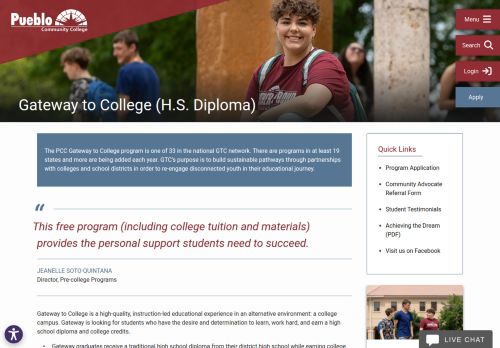 Pueblo
Community College
Menu
Search
Login
Apply
Gateway to College (H.S. Diploma)
The PCC Gateway to College program is one of 33 in the national GTC network. There are programs in at least 19
states and more are being added each year. GTC's purpose is to build sustainable pathways through partnerships
with colleges and school districts in order to re-engage disconnected youth in their educational journey.
“
This free program (including college tuition and materials)
provides the personal support students need to succeed.
JEANELLE SOTO-QUINTANA
Director, Pre-college Programs
Gateway to College is a high-quality, instruction-led educational experience in an alternative environment: a college
campus. Gateway is looking for students who have the desire and determination to learn, work hard, and earn a high
school diploma and college credits.
• Gateway graduates receive a traditional high school diploma from their district high school while earning college
Quick Links
• Program Application
• Community Advocate
Referral Form
• Student Testimonials
• Achieving the Dream
(PDF)
• Visit us on Facebook
LIVE CHAT